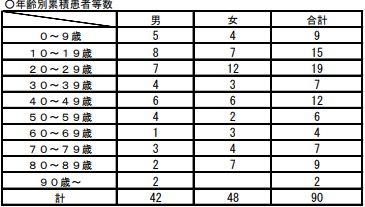 ○年齢別累積患者等数
男 女 合計
０～９歳 5 4 9
１０～１９歳 8 7 15
２０～２９歳 7 12 19
３０～３９歳 4 3 7
４０～４９歳 6 6 12
５０～５９歳 4 2 6
６０～６９歳 1 3 4
７０～７９歳 3 4 7
８０～８９歳 2 7 9
９０歳～ 2 2
計 42 48 90